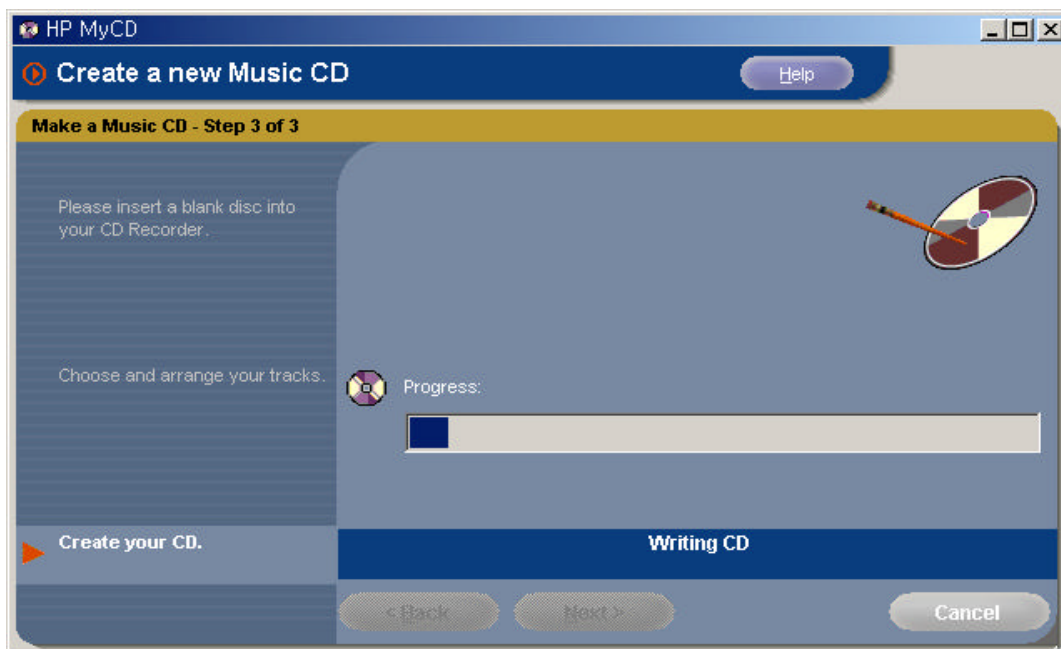 HP MyCD
Create a new Music CD
Help
Make a Music CD - Step 3 of 3
Please insert a blank disc into
your CD Recorder.
Choose and arrange your tracks.
Progress:
Create your CD.
Writing CD
< Back
Next >
Cancel